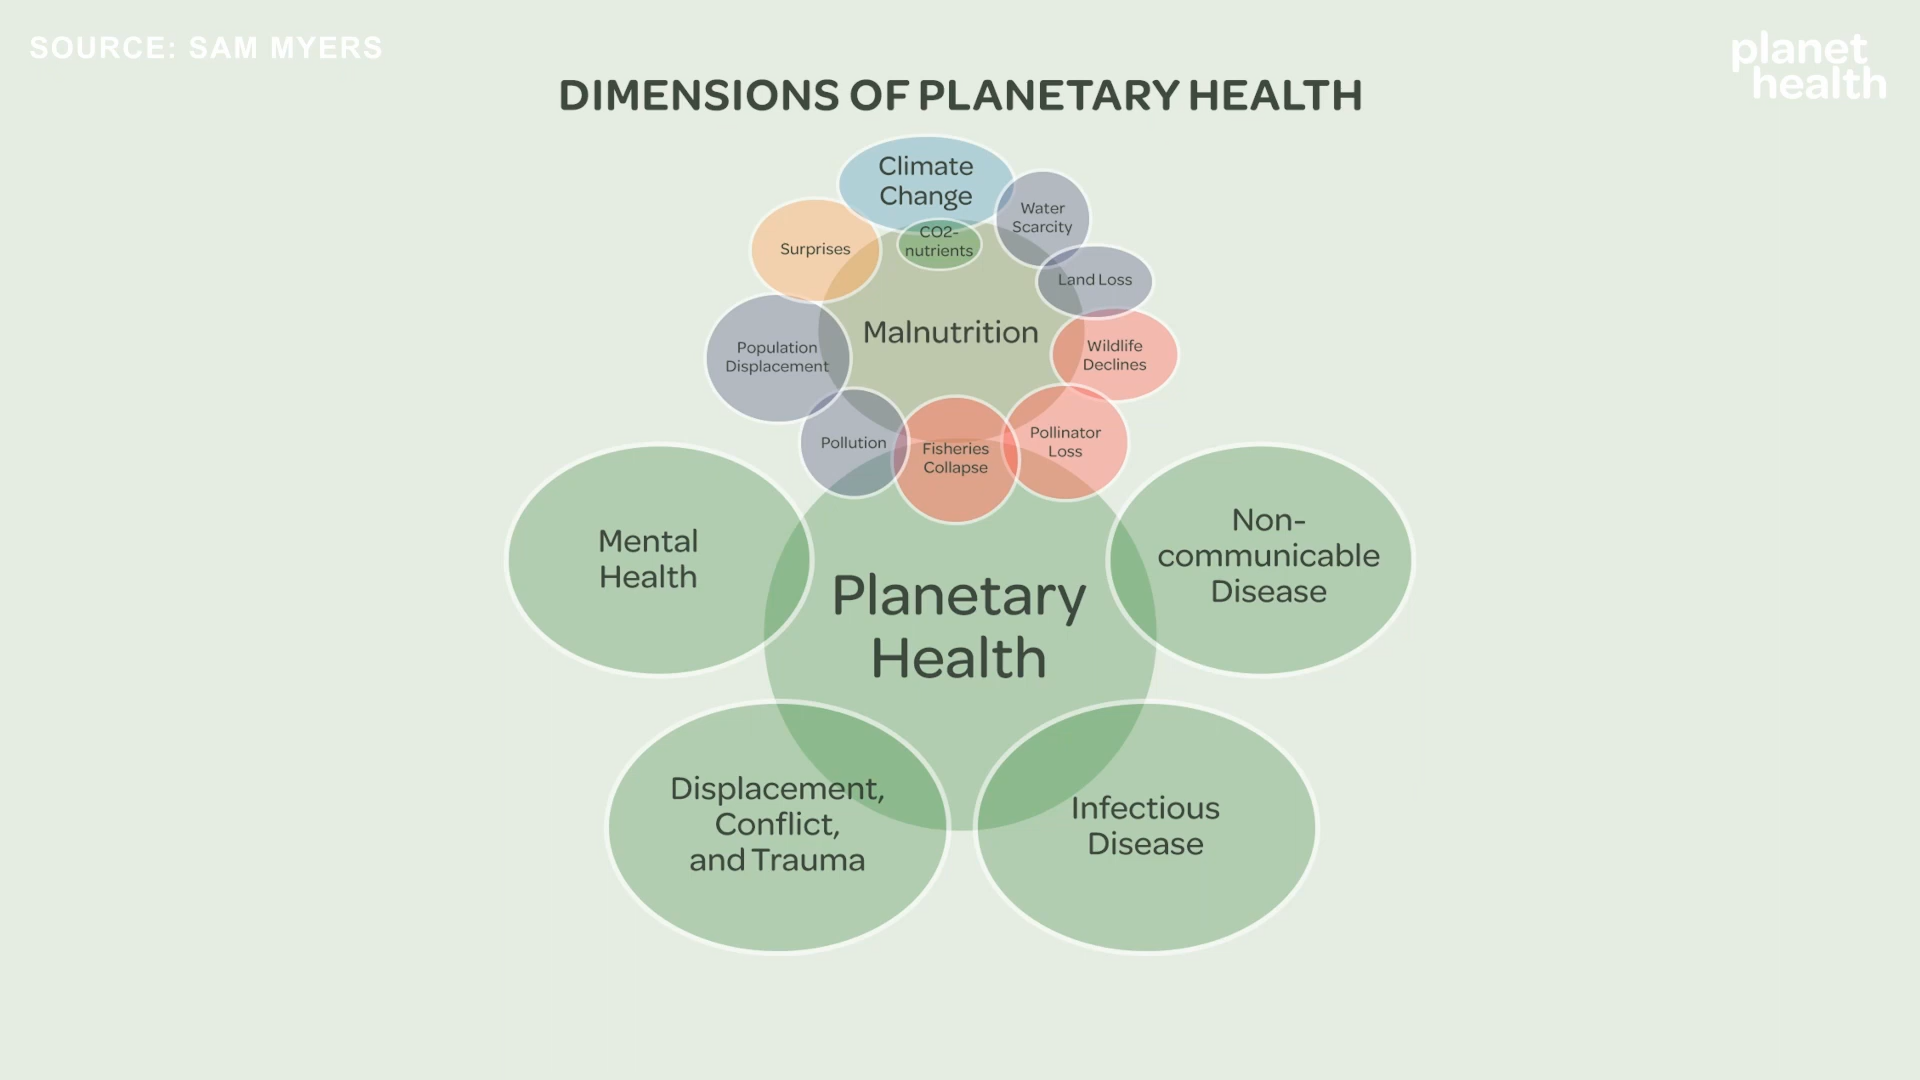 SOURCE: SAM MYERS
planet
health
DIMENSIONS OF PLANETARY HEALTH
Climate
Change
Water
Scarcity
CO2-
nutrients
Surprises
Land Loss
Malnutrition
Population
Displacement
Wildlife
Declines
Pollution
Fisheries
Collapse
Pollinator
Loss
Mental
Health
Non-
communicable
Disease
Planetary
Health
Displacement,
Conflict,
and Trauma
Infectious
Disease